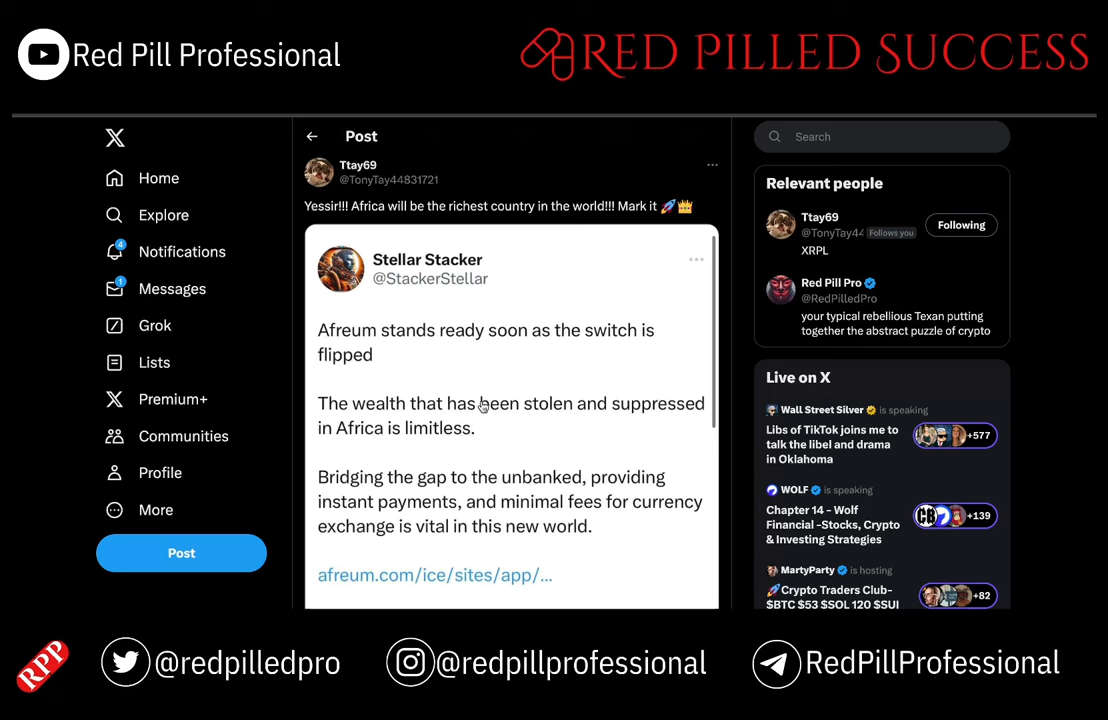 Red Pill Professional
RED PILLED SUCCESS
Home
Explore
4
Notifications
1
Messages
Grok
Lists
Premium+
Communities
Profile
More
Post
Post
Ttay69
@TonyTay44831721
Yessir!!! Africa will be the richest country in the world!!! Mark it 🚀👑
Stellar Stacker
@StackerStellar
Afreum stands ready soon as the switch is
flipped
The wealth that has been stolen and suppressed
in Africa is limitless.
Bridging the gap to the unbanked, providing
instant payments, and minimal fees for currency
exchange is vital in this new world.
afreum.com/ice/sites/app/...
Search
Relevant people
Ttay69
@TonyTay44 Follows you
Following
XRPL
Red Pill Pro
@RedPilledPro
your typical rebellious Texan putting
together the abstract puzzle of crypto
Live on X
Wall Street Silver is speaking
Libs of TikTok joins me to
talk the libel and drama
in Oklahoma
+577
WOLF is speaking
Chapter 14 - Wolf
Financial -Stocks, Crypto
& Investing Strategies
+139
MartyParty is hosting
🚀Crypto Traders Club-
$BTC $53 $SOL 120 $SUI
+82
RPP
@redpilledpro
@redpillprofessional
RedPillProfessional